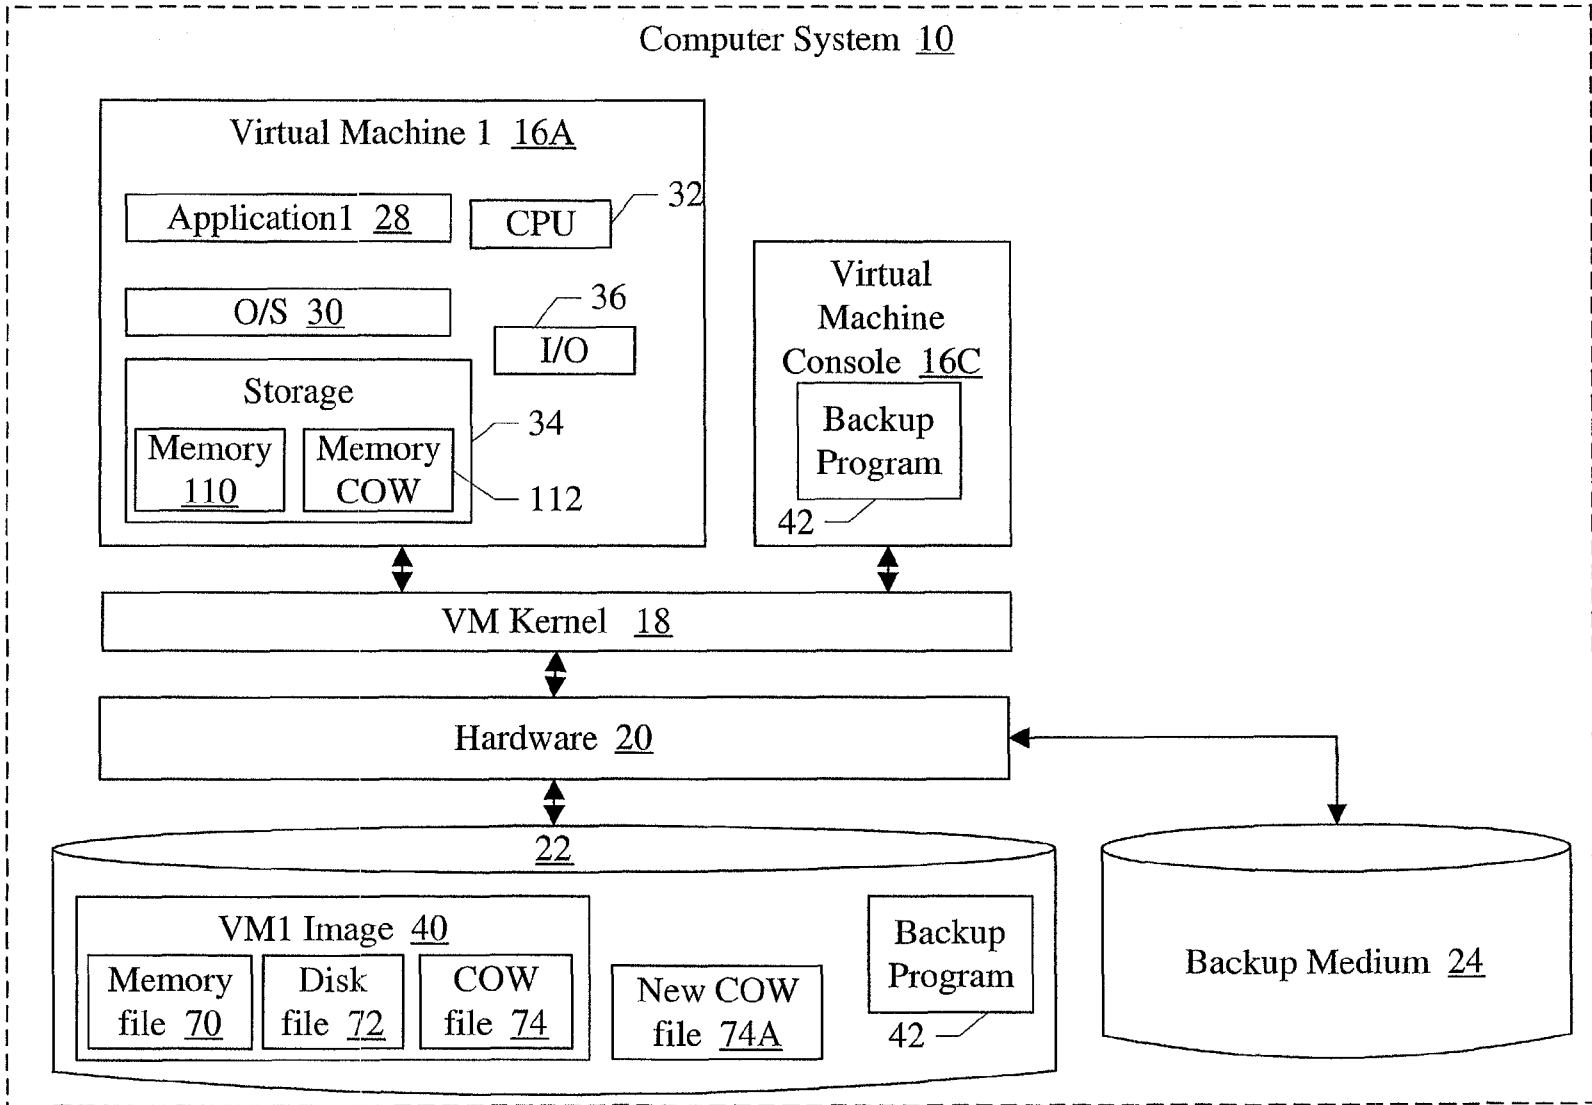 Computer System 10
Virtual Machine 1 16A
Application1 28
CPU
32
O/S 30
36
I/O
Storage
34
Memory
110
Memory
COW
112
Virtual
Machine
Console 16C
Backup
Program
42
VM Kernel 18
Hardware 20
22
VM1 Image 40
Memory
file 70
Disk
file 72
COW
file 74
New COW
file 74A
Backup
Program
42
Backup Medium 24